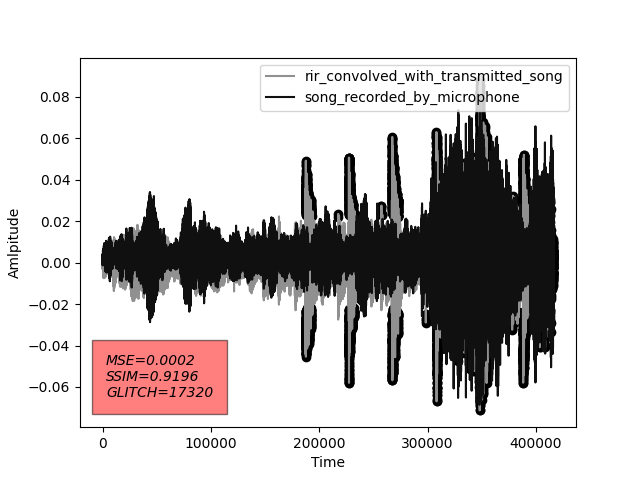 rir_convolved_with_transmitted_song
song_recorded_by_microphone
0.08
0.06
0.04
0.02
0.00
−0.02
−0.04
−0.06
Amlpitude
MSE=0.0002
SSIM=0.9196
GLITCH=17320
0 100000 200000 300000 400000
Time